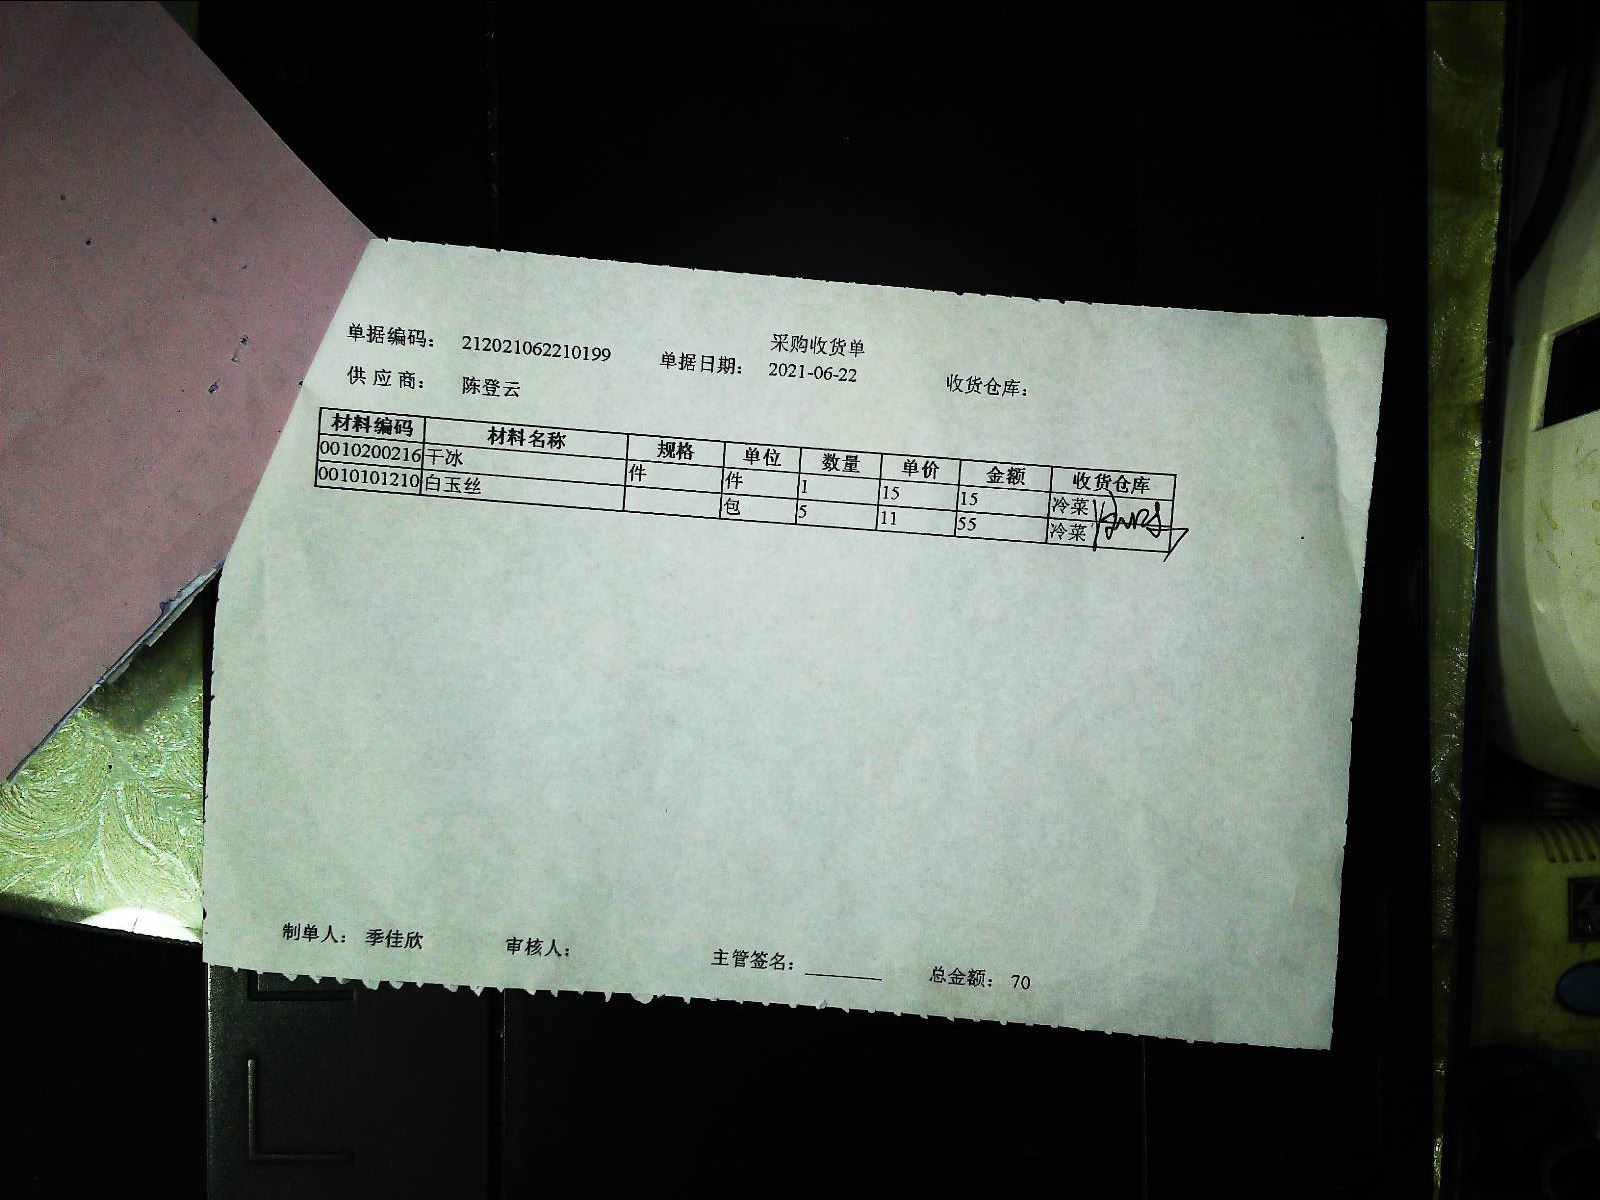 采购收货单
单据编码： 212021062210199 单据日期： 2021-06-22 收货仓库：
供 应 商： 陈登云
材料编码 材料名称 规格 单位 数量 单价 金额 收货仓库
0010200216 干冰 件 件 1 15 15 冷菜
0010101210 白玉丝 包 5 11 55 冷菜
制单人： 季佳欣 审核人： 主管签名： 总金额： 70